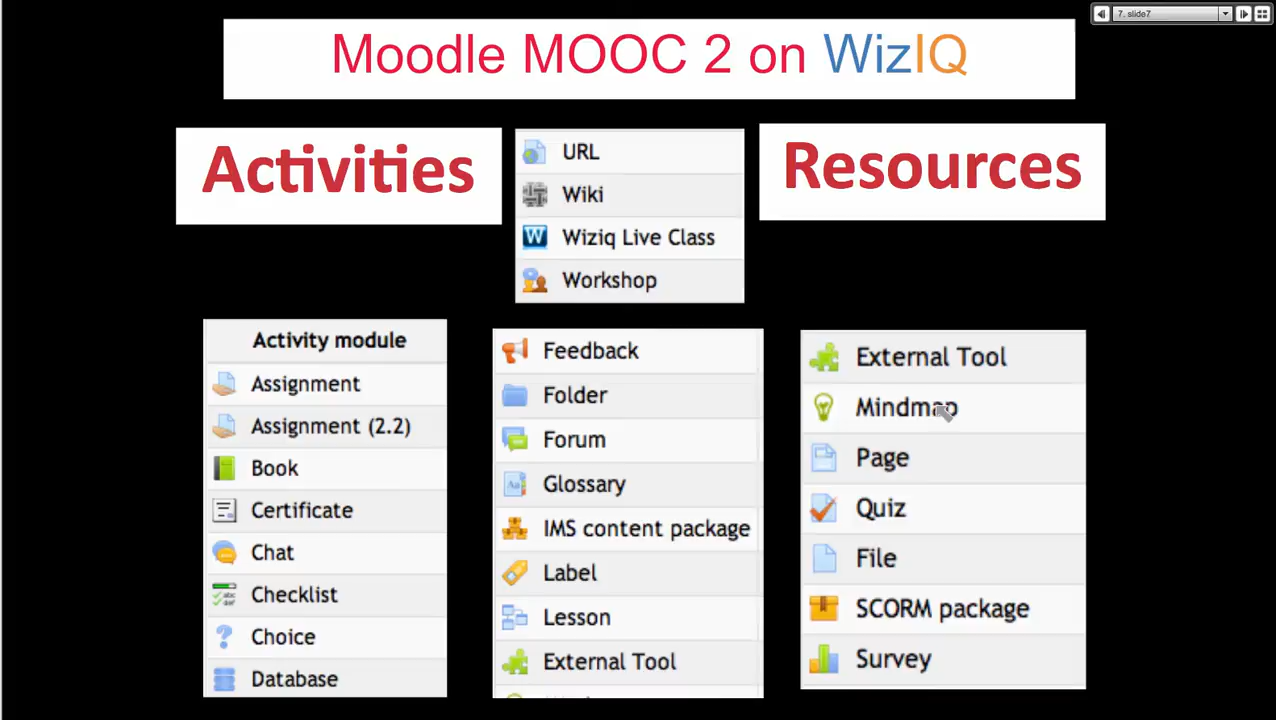 7. slide7
Moodle MOOC 2 on WizIQ
Activities
URL
Wiki
Wiziq Live Class
Workshop
Resources
Activity module
Assignment
Assignment (2.2)
Book
Certificate
Chat
Checklist
Choice
Database
Feedback
Folder
Forum
Glossary
IMS content package
Label
Lesson
External Tool
External Tool
Mindmap
Page
Quiz
File
SCORM package
Survey